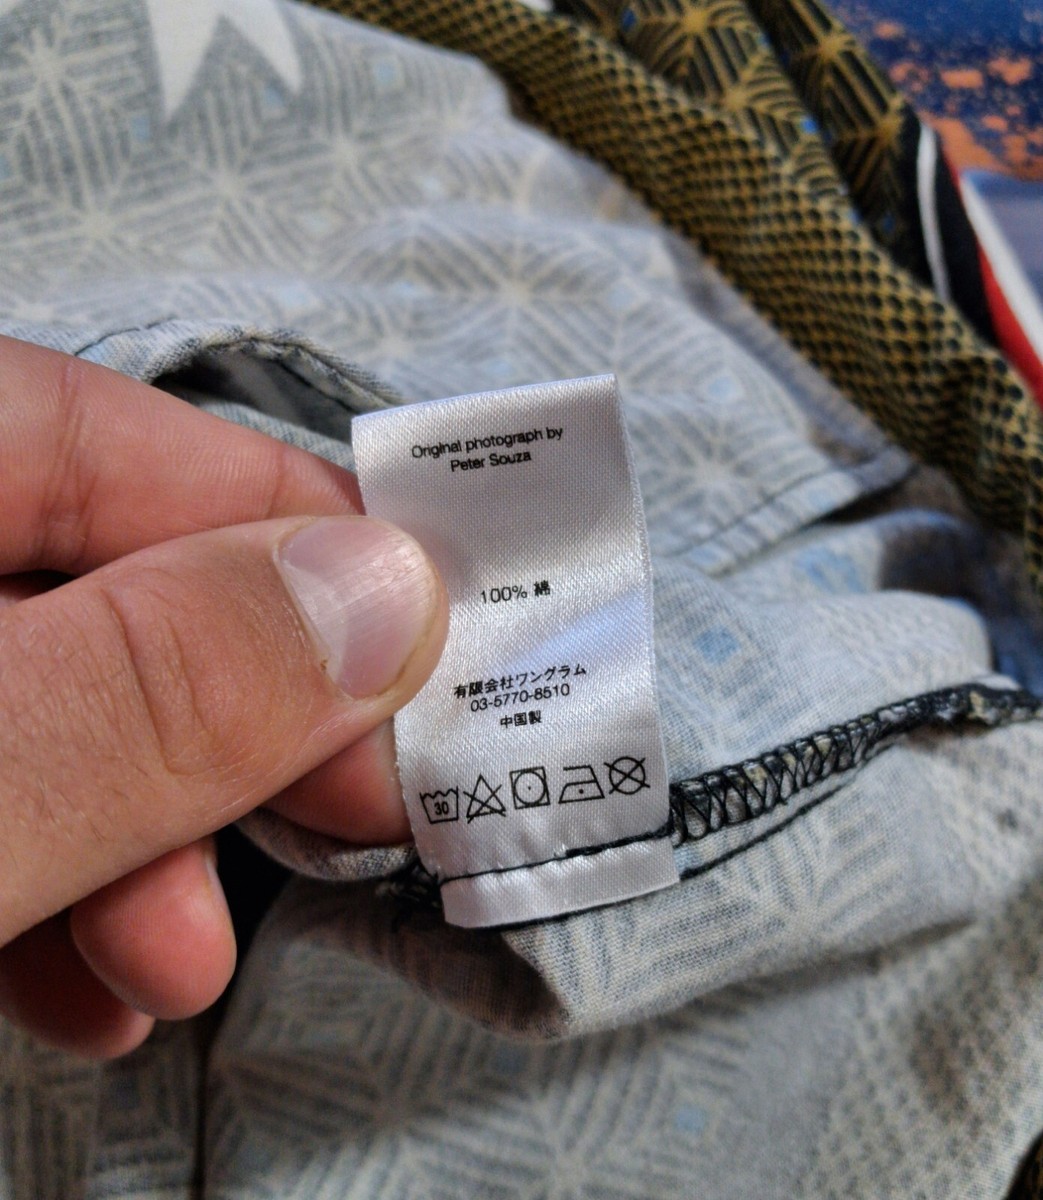 Original photograph by
Peter Souza
100% 綿
有限会社ワングラム
03-5770-8510
中国製
30